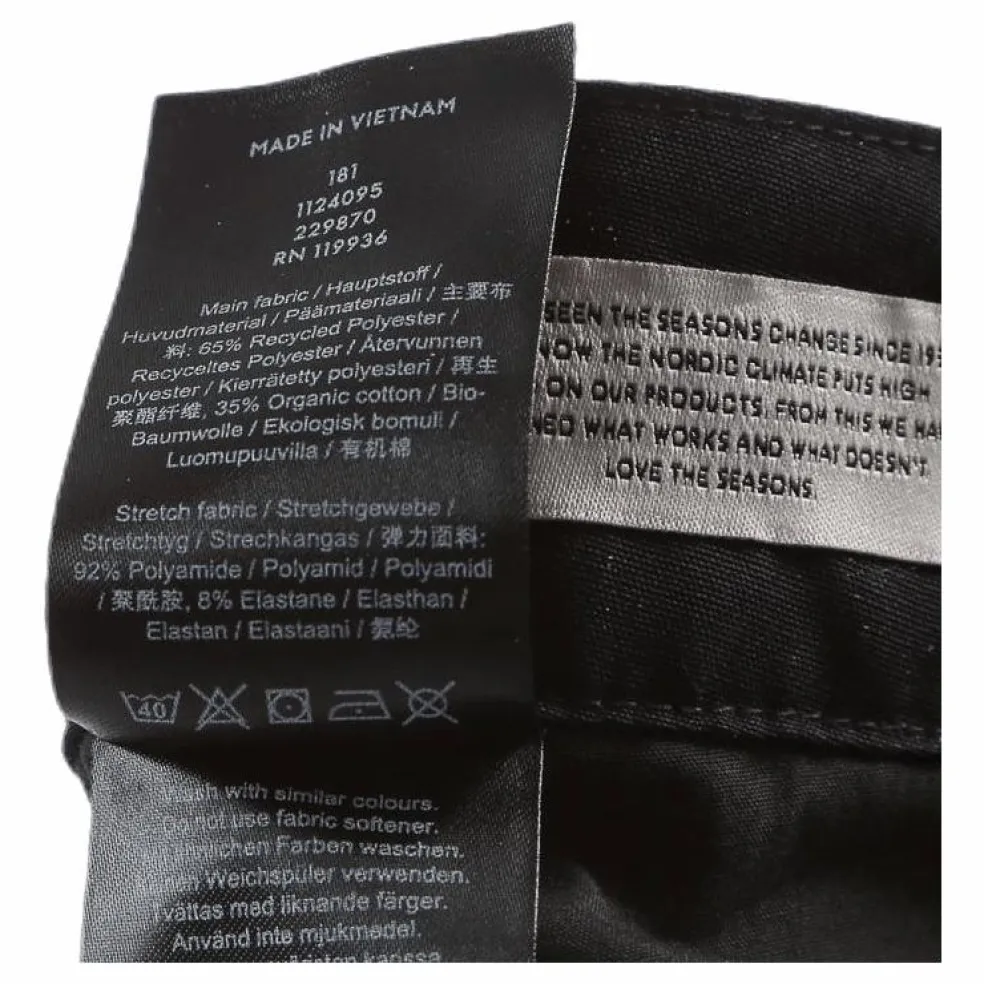 MADE IN VIETNAM
181
1124095
229870
RN 119936
Main fabric / Hauptstoff /
Huvudmaterial / Päämateriaali / 主要布
料: 65% Recycled Polyester /
Recyceltes Polyester / Återvunnen
polyester / Kierrätetty polyesteri / 再生
聚酯纤维, 35% Organic cotton / Bio-
Baumwolle / Ekologisk bomull /
Luomupuuvilla / 有机棉
Stretch fabric / Stretchgewebe /
Stretchtyg / Strechkangas / 弹力面料:
92% Polyamide / Polyamid / Polyamidi
/ 聚酰胺, 8% Elastane / Elasthan /
Elastan / Elastaani / 氨纶
40
with similar colours.
not use fabric softener.
Farben waschen.
Weichspüler verwenden.
med liknande färger.
Använd inte mjukmedel.
SEEN THE SEASONS CHANGE SINCE
THE NORDIC CLIMATE PUTS HIGH
ON OUR PRODUCTS. FROM THIS WE
WHAT WORKS AND WHAT DOESN'T.
LOVE THE SEASONS.